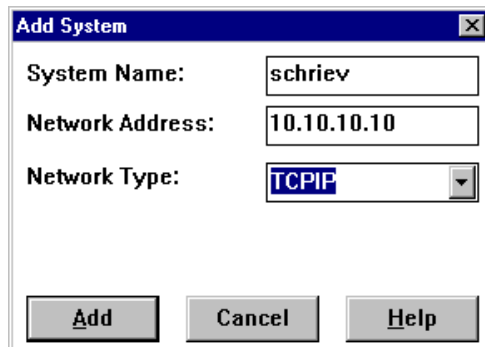 Add System
System Name: schriev
Network Address: 10.10.10.10
Network Type: TCPIP
Add Cancel Help